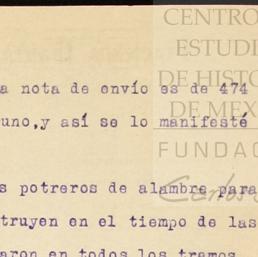 CENTRO
ESTUDI
DE HISTO
DE MEX
FUNDAC
Carlos
a nota de envío es de 474
uno,y así se lo manifesté
s potreros de alambre para
truyen en el tiempo de las
aron en todos los tramos